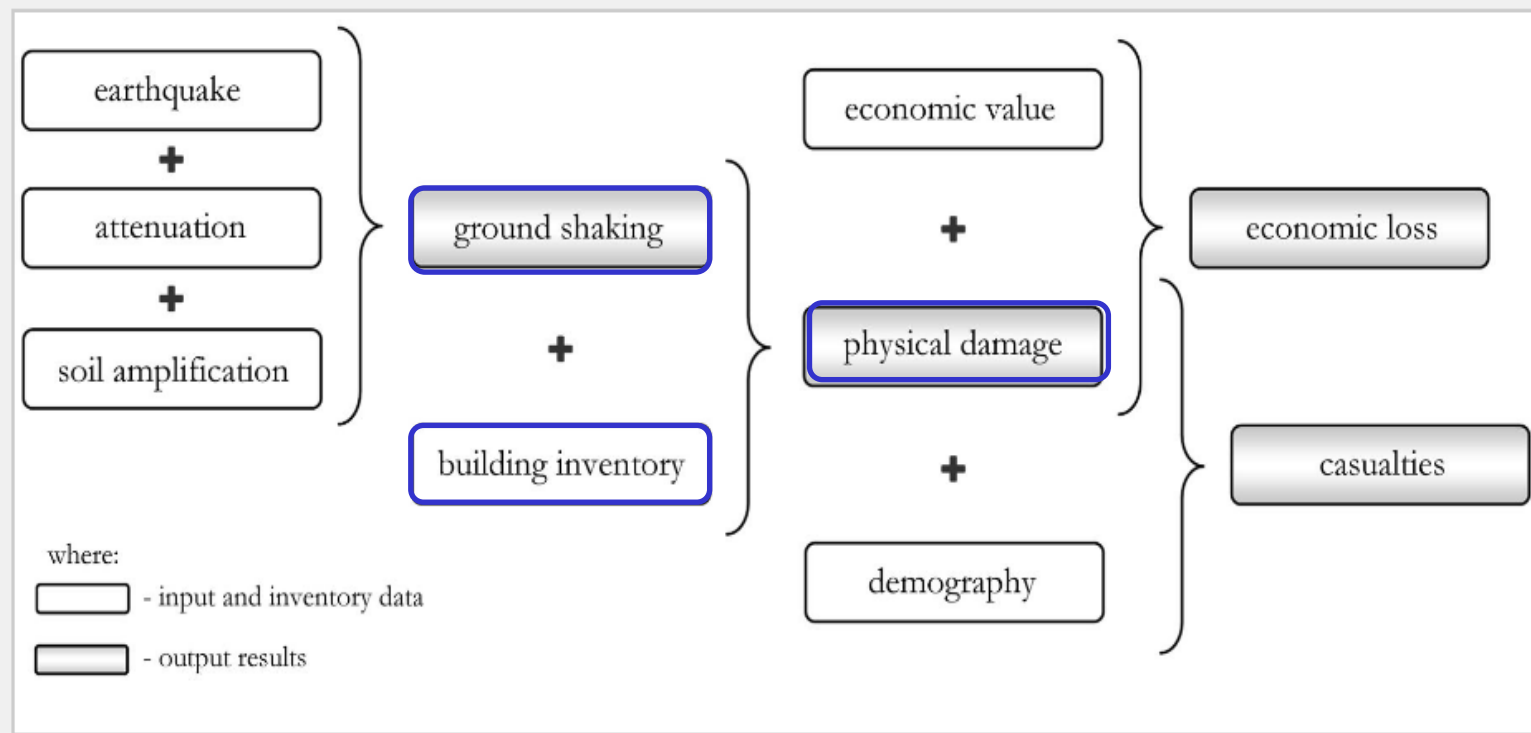 earthquake
+
attenuation
+
soil amplification
ground shaking
+
building inventory
economic value
+
physical damage
+
demography
economic loss
casualties
where:
- input and inventory data
- output results